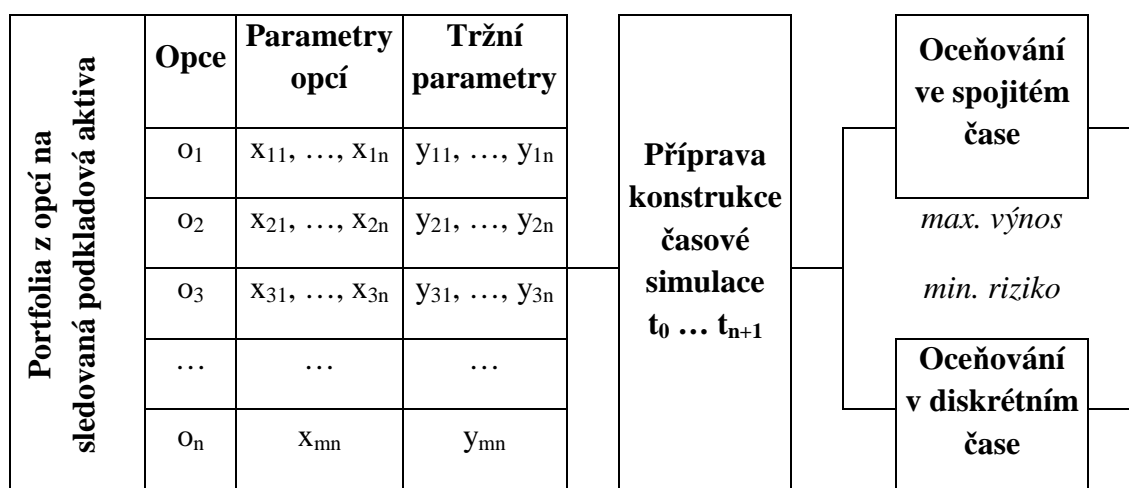 Portfolia z opcí na
sledovaná podkladová aktiva
Opce
Parametry
opcí
Tržní
parametry
o1
x11, …, x1n
y11, …, y1n
o2
x21, …, x2n
y21, …, y2n
o3
x31, …, x3n
y31, …, y3n
…
…
…
on
xmn
ymn
Příprava
konstrukce
časové
simulace
t0 … tn+1
Oceňování
ve spojitém
čase
max. výnos
min. riziko
Oceňování
v diskrétním
čase